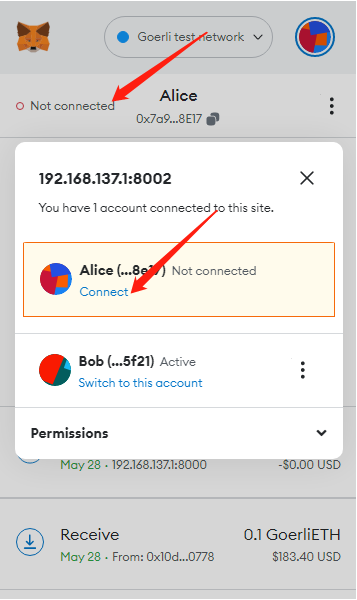 Goerli test network
Not connected
Alice
0x7a9...8E17
192.168.137.1:8002
You have 1 account connected to this site.
Alice (...8e17) Not connected
Connect
Bob (...5f21) Active
Switch to this account
Permissions
May 28 · 192.168.137.1:8000 -$0.00 USD
Receive 0.1 GoerliETH
May 28 · From: 0x10d...0778 $183.40 USD